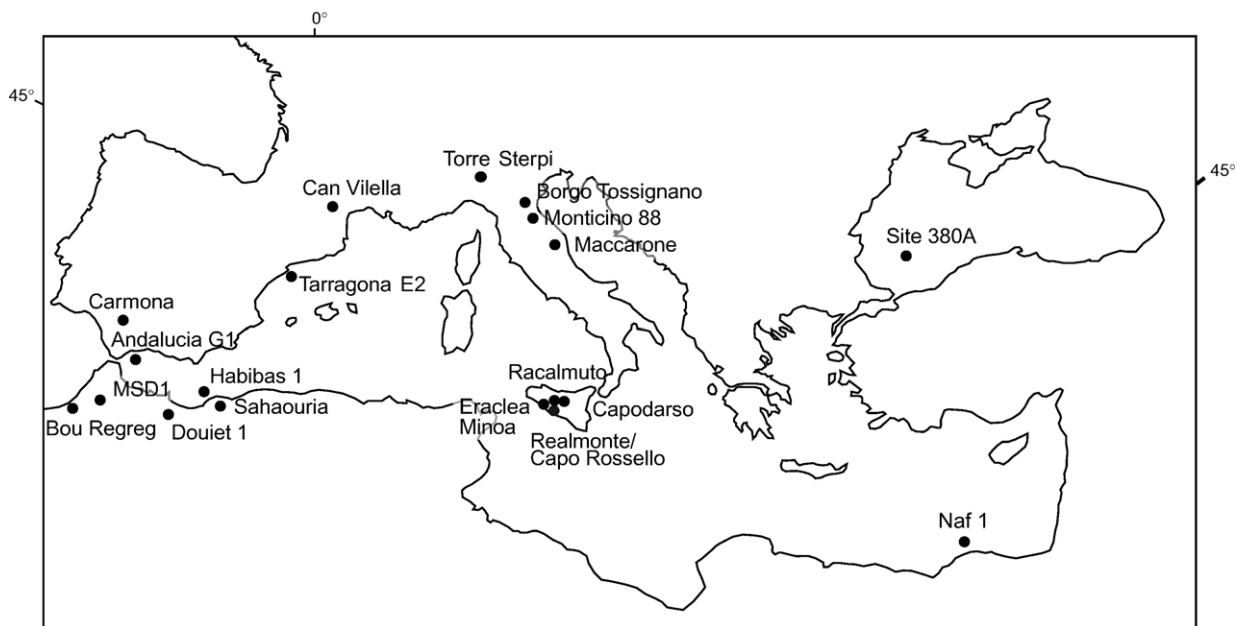 0°
45°
45°
Torre Sterpi
Can Vilella
Borgo Tossignano
Monticino 88
Site 380A
Maccarone
Tarragona E2
Carmona
Andalucia G1
Racalmuto
Habibas 1
MSD1
Sahaouria
Eraclea
Minoa
Capodarso
Bou Regreg
Douiet 1
Realmonte/
Capo Rossello
Naf 1